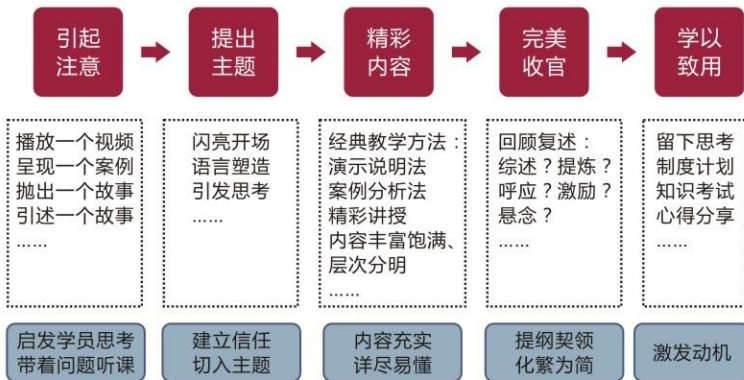 引起
注意
提出
主题
精彩
内容
完美
收官
学以
致用
播放一个视频
呈现一个案例
抛出一个故事
引述一个故事
……
闪亮开场
语言塑造
引发思考
……
经典教学方法：
演示说明法
案例分析法
精彩讲授
内容丰富饱满、
层次分明
……
回顾复述：
综述？提炼？
呼应？激励？
悬念？
……
留下思考
制度计划
知识考试
心得分享
……
启发学员思考
带着问题听课
建立信任
切入主题
内容充实
详尽易懂
提纲契领
化繁为简
激发动机